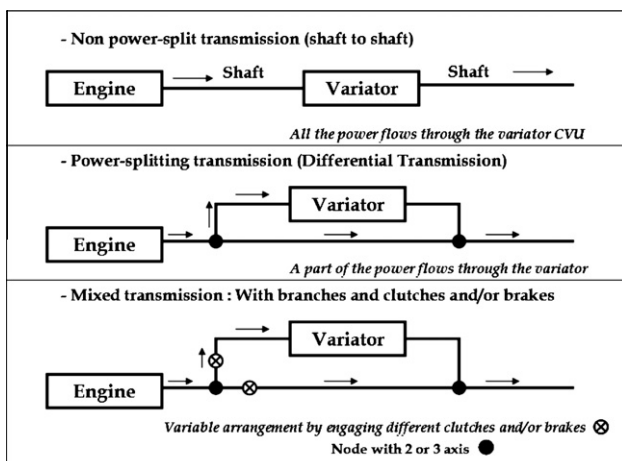 - Non power-split transmission (shaft to shaft)
Engine
Shaft
Variator
Shaft
All the power flows through the variator CVU
- Power-splitting transmission (Differential Transmission)
Variator
Engine
A part of the power flows through the variator
- Mixed transmission : With branches and clutches and/or brakes
Variator
Engine
Variable arrangement by engaging different clutches and/or brakes
Node with 2 or 3 axis